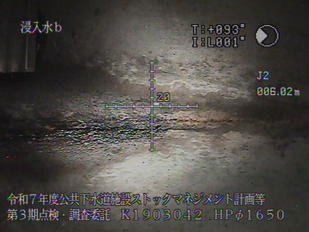 浸入水b
T:+093°
I:L001°
J2
006.02m
20
令和7年度公共下水道施設ストックマネジメント計画等
第3期点検・調査委託 K1903042 HPφ1650